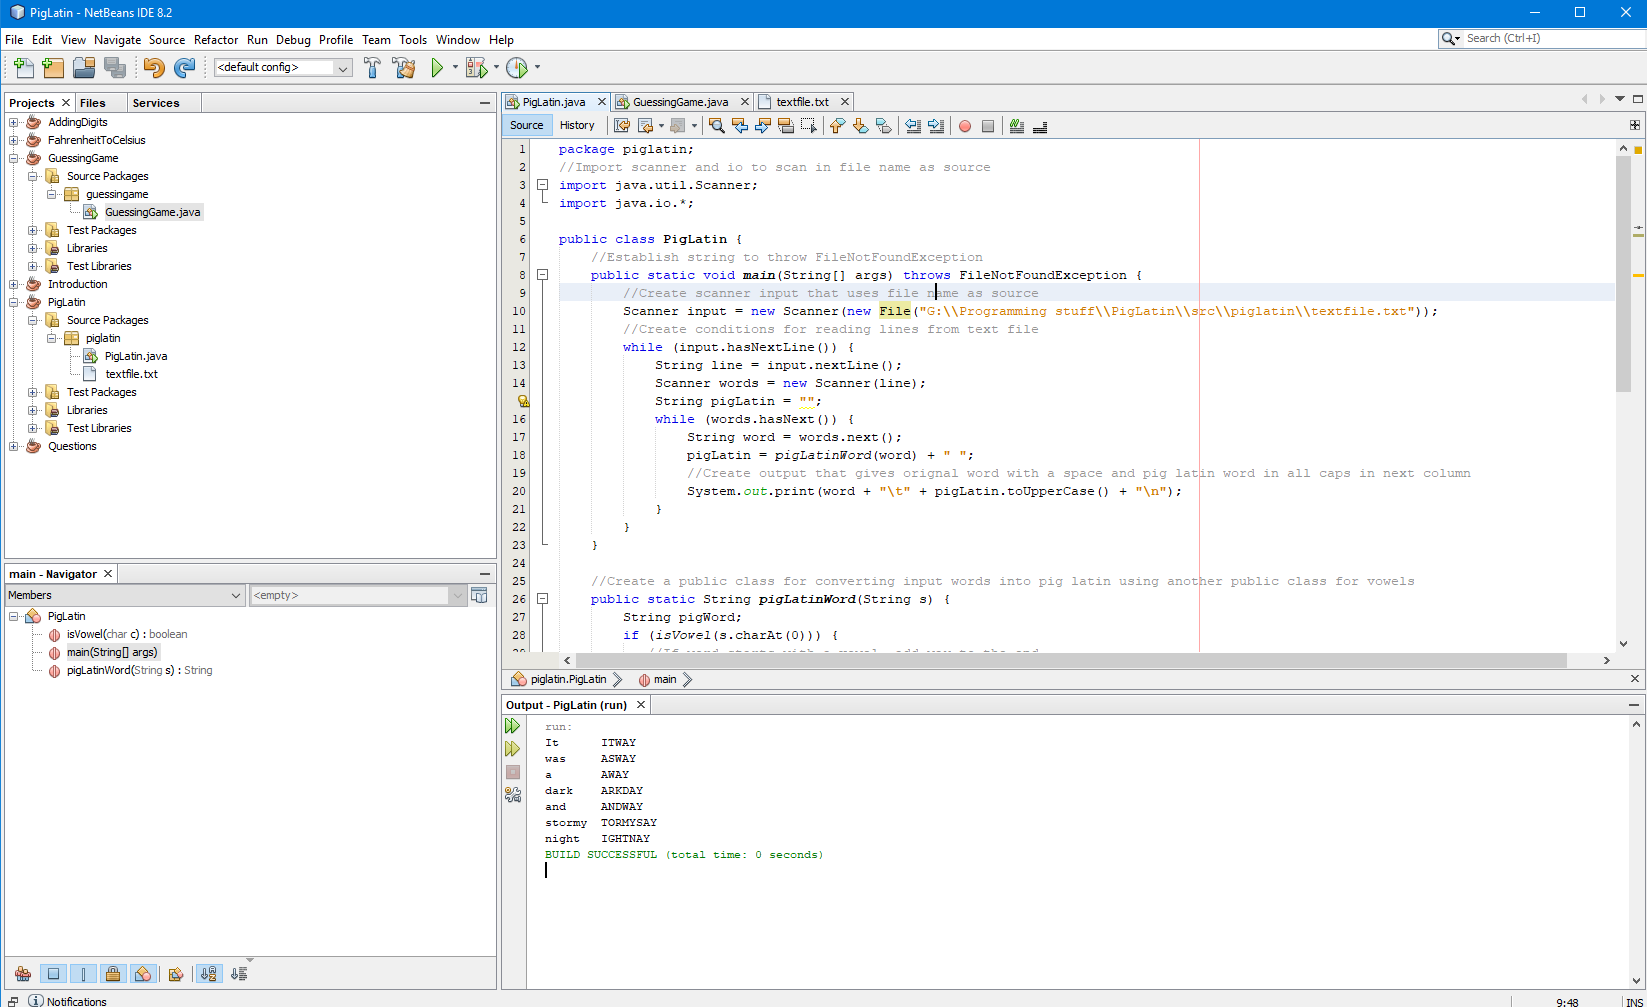 PigLatin - NetBeans IDE 8.2
File Edit View Navigate Source Refactor Run Debug Profile Team Tools Window Help
Search (Ctrl+I)
<default config>
Projects Files Services
AddingDigits
FahrenheitToCelsius
GuessingGame
Source Packages
guessingame
GuessingGame.java
Test Packages
Libraries
Test Libraries
Introduction
PigLatin
Source Packages
piglatin
PigLatin.java
textfile.txt
Test Packages
Libraries
Test Libraries
Questions
main - Navigator
Members
<empty>
PigLatin
isVowel(char c) : boolean
main(String[] args)
pigLatinWord(String s) : String
PigLatin.java GuessingGame.java textfile.txt
Source History
1 package piglatin;
2 //Import scanner and io to scan in file name as source
3 import java.util.Scanner;
4 import java.io.*;
5
6 public class PigLatin {
7 //Establish string to throw FileNotFoundException
8 public static void main(String[] args) throws FileNotFoundException {
9 //Create scanner input that uses file name as source
10 Scanner input = new Scanner(new File("G:\\Programming stuff\\PigLatin\\src\\piglatin\\textfile.txt"));
11 //Create conditions for reading lines from text file
12 while (input.hasNextLine()) {
13 String line = input.nextLine();
14 Scanner words = new Scanner(line);
String pigLatin = "";
16 while (words.hasNext()) {
17 String word = words.next();
18 pigLatin = pigLatinWord(word) + " ";
19 //Create output that gives orignal word with a space and pig latin word in all caps in next column
20 System.out.print(word + "\t" + pigLatin.toUpperCase() + "\n");
21 }
22 }
23 }
24
25 //Create a public class for converting input words into pig latin using another public class for vowels
26 public static String pigLatinWord(String s) {
27 String pigWord;
28 if (isVowel(s.charAt(0))) {
piglatin.PigLatin main
Output - PigLatin (run)
run:
It ITWAY
was ASWAY
a AWAY
dark ARKDAY
and ANDWAY
stormy TORMYSAY
night IGHTNAY
BUILD SUCCESSFUL (total time: 0 seconds)
Notifications
9:48 INS